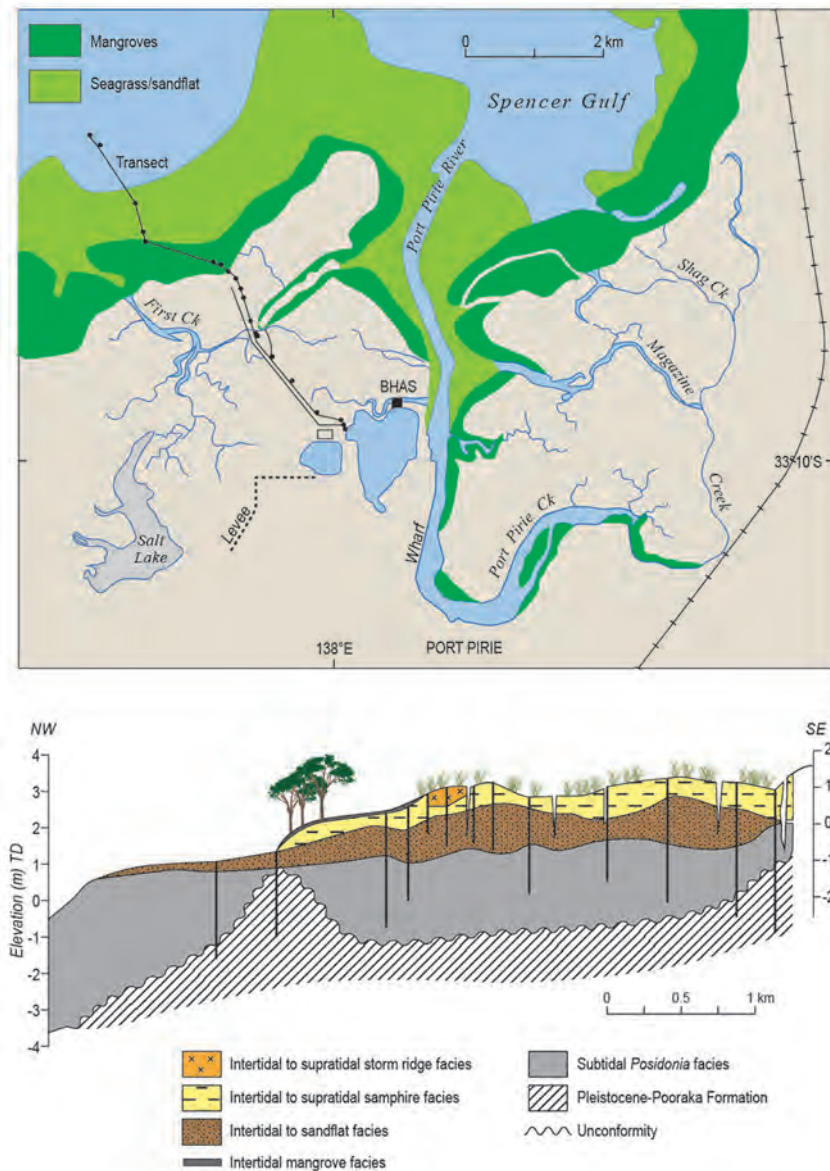 Mangroves
Seagrass/sandflat
0 2 km
Spencer Gulf
Transect
Port Pirie River
First Ck
Shag Ck
Magazine
Creek
BHAS
33°10'S
Levee
Salt
Lake
Wharf
Port Pirie Ck
138°E
PORT PIRIE
NW
SE
4
3
2
1
0
-1
-2
-3
-4
Elevation (m) TD
2
1
0
-1
-2
0 0.5 1 km
Intertidal to supratidal storm ridge facies
Intertidal to supratidal samphire facies
Intertidal to sandflat facies
Intertidal mangrove facies
Subtidal Posidonia facies
Pleistocene-Pooraka Formation
Unconformity